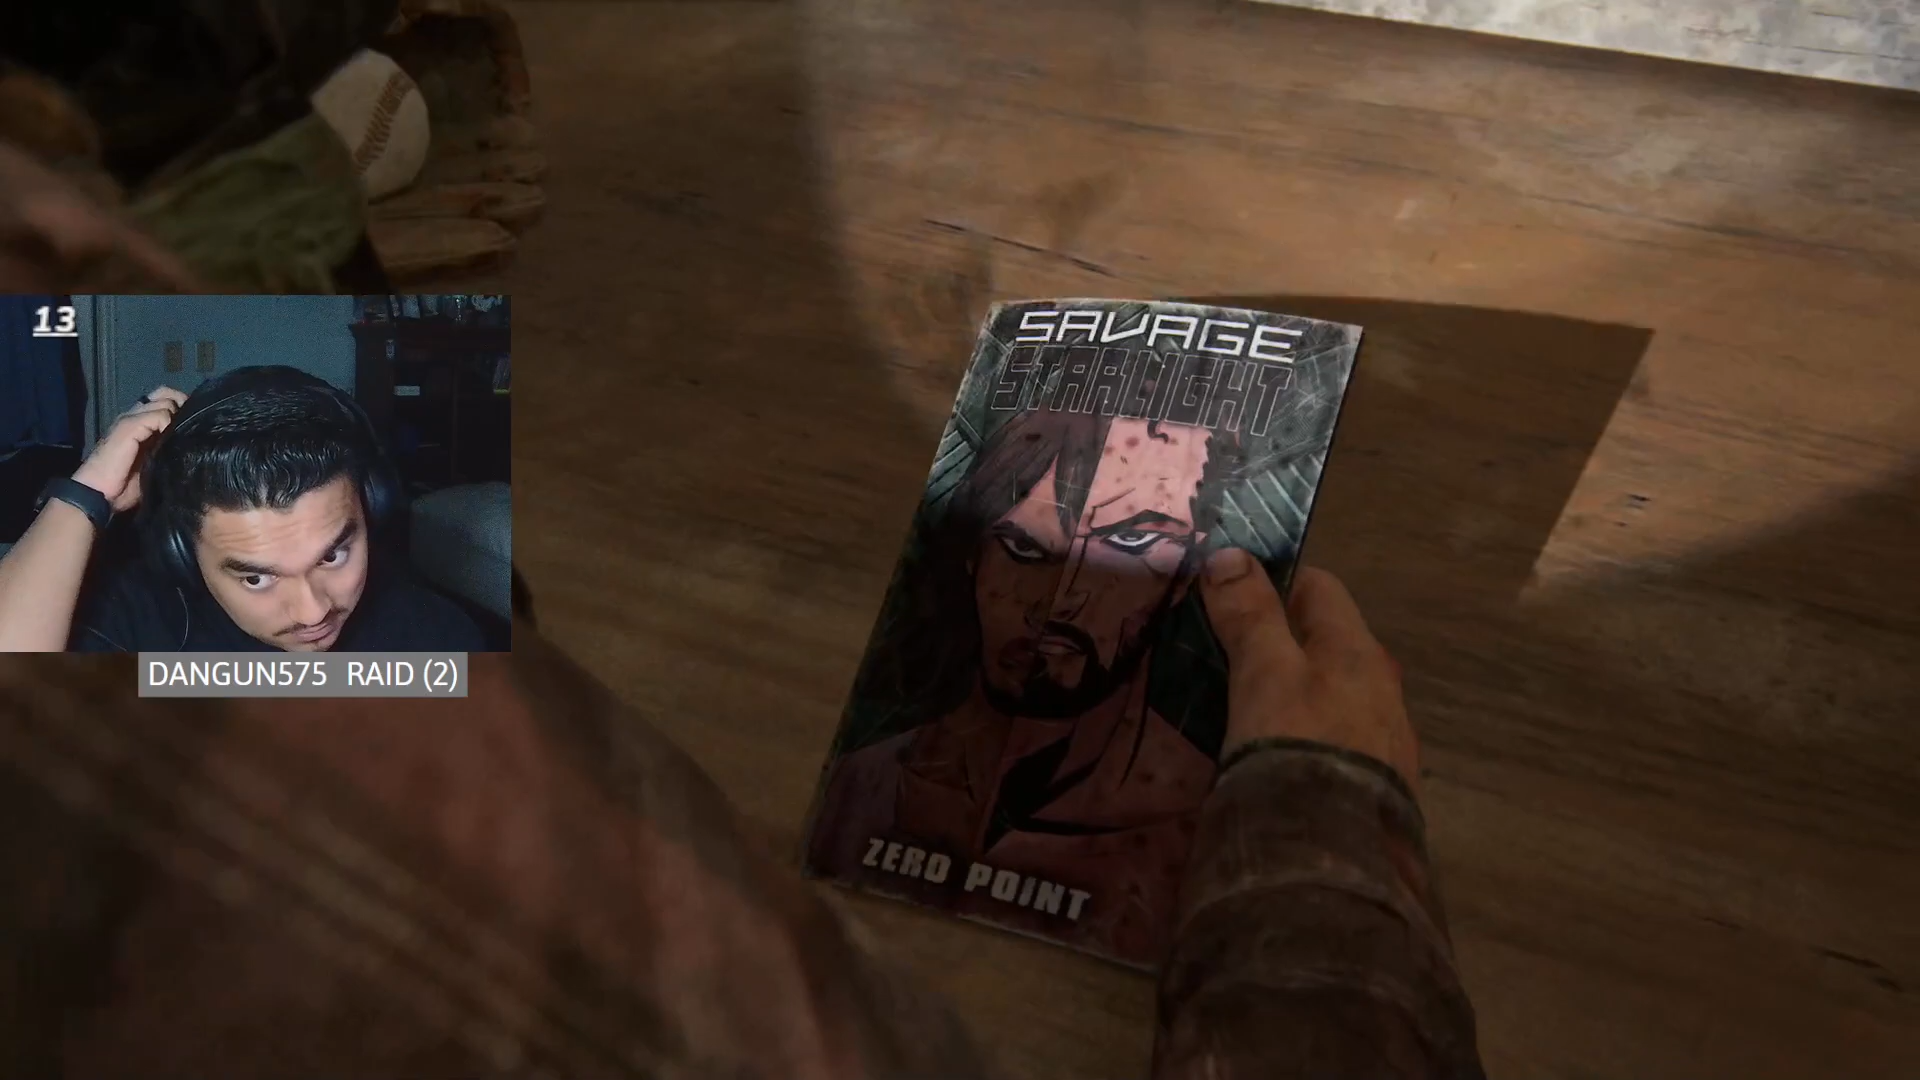 13
DANGUN575 RAID (2)
SAVAGE
STARLIGHT
ZERO POINT